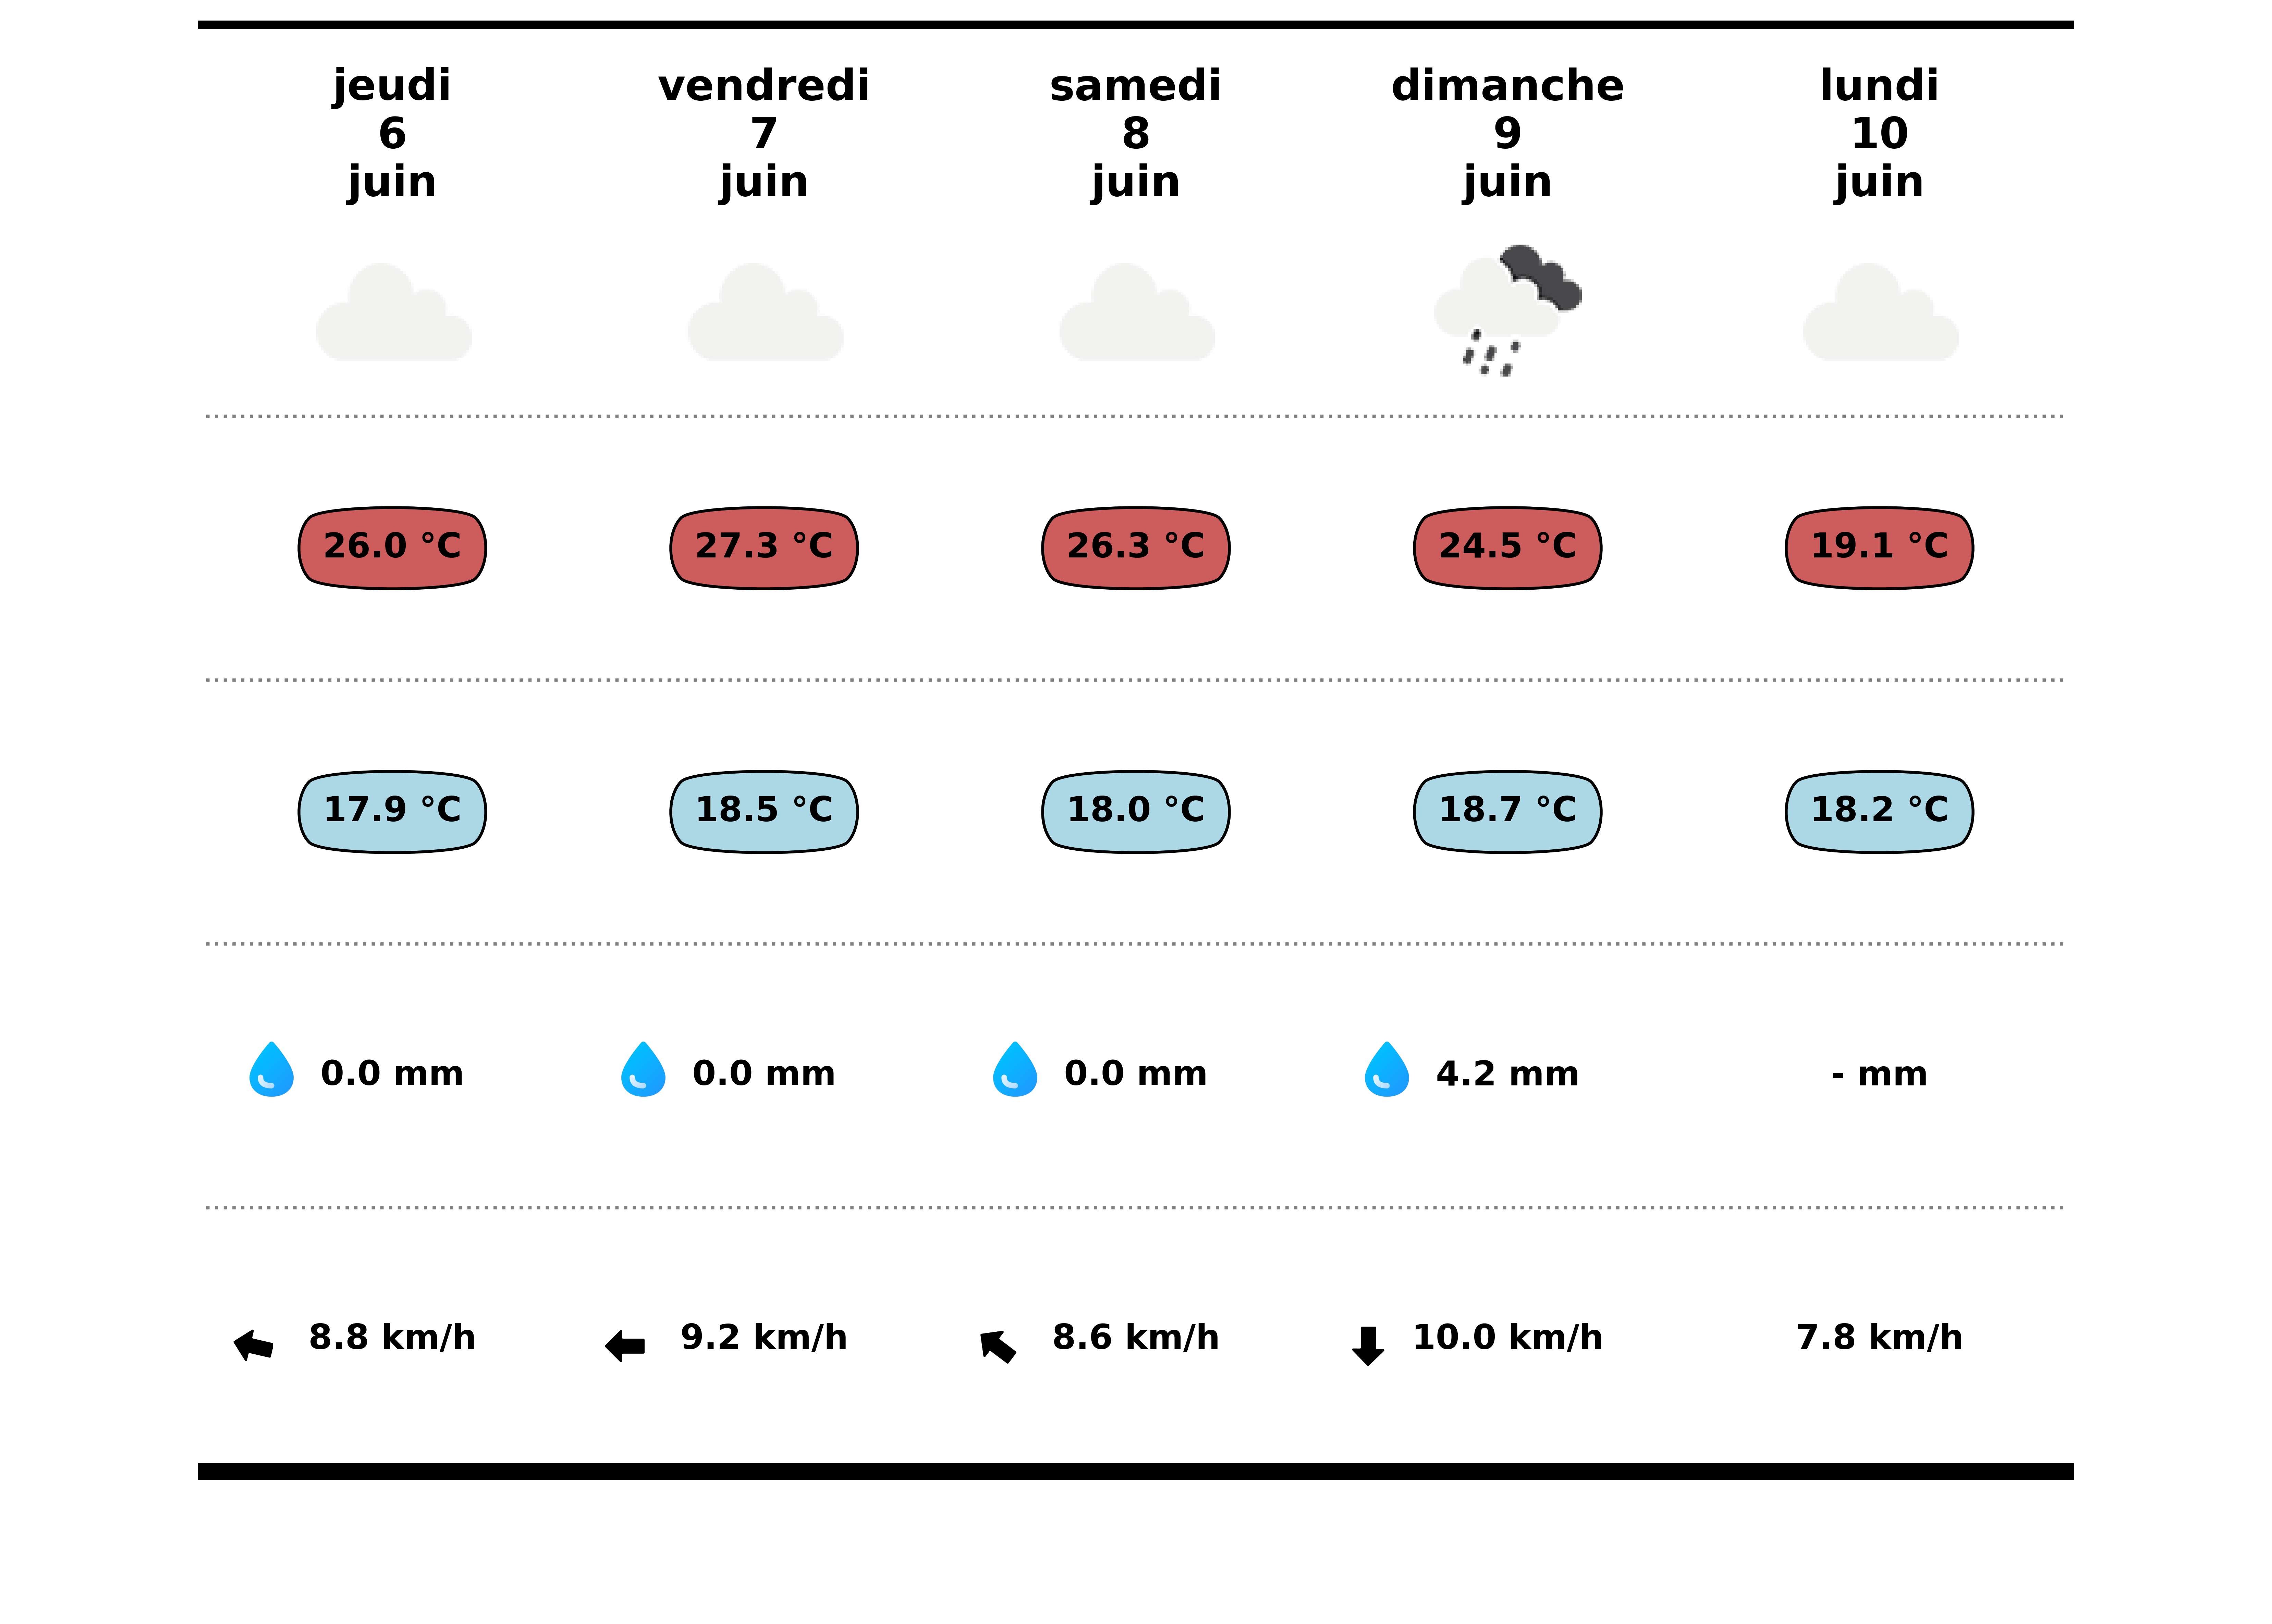 jeudi
6
juin
vendredi
7
juin
samedi
8
juin
dimanche
9
juin
lundi
10
juin
26.0 °C
27.3 °C
26.3 °C
24.5 °C
19.1 °C
17.9 °C
18.5 °C
18.0 °C
18.7 °C
18.2 °C
0.0 mm
0.0 mm
0.0 mm
4.2 mm
- mm
8.8 km/h
9.2 km/h
8.6 km/h
10.0 km/h
7.8 km/h